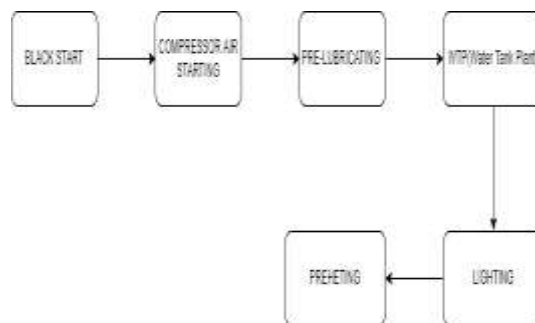 BLACK START
COMPRESSOR AIR
STARTING
PRE-LUBRICATING
WTP(Water Tank Plant)
LIGHTING
PREHETING